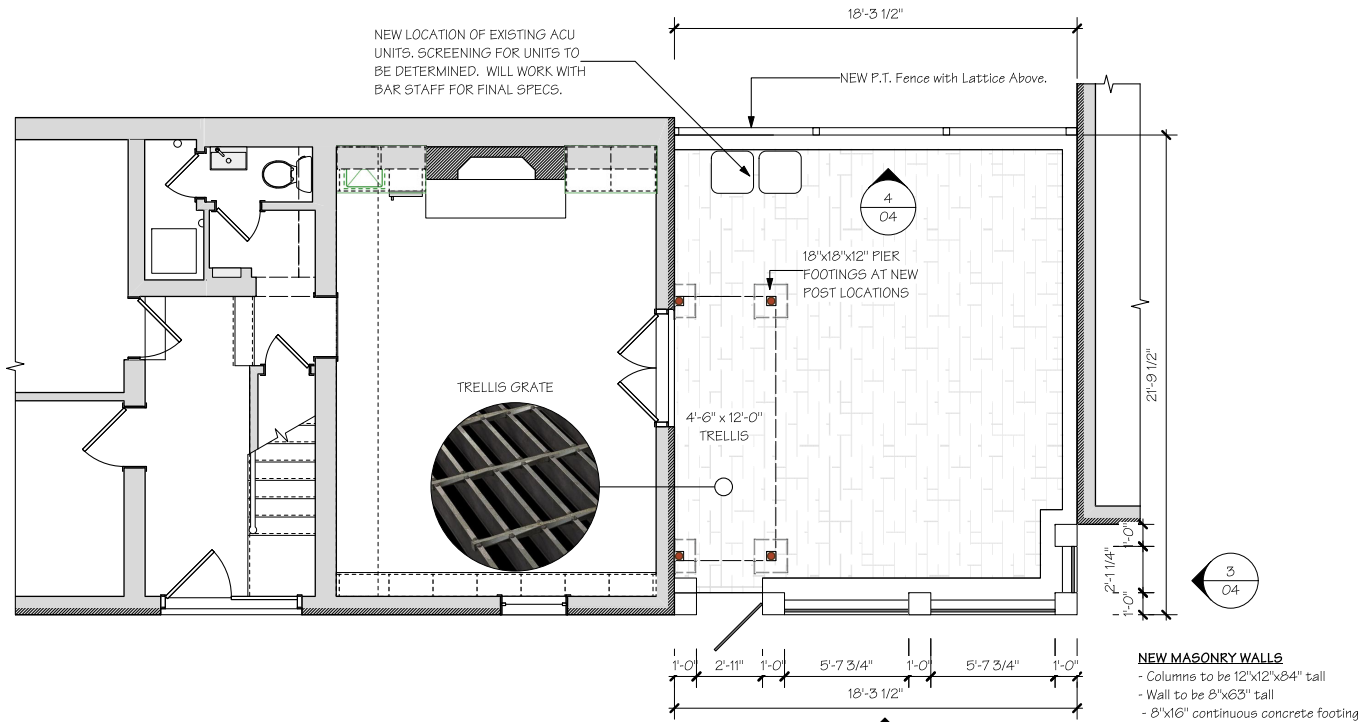 18'-3 1/2"
NEW LOCATION OF EXISTING ACU
UNITS. SCREENING FOR UNITS TO
BE DETERMINED. WILL WORK WITH
BAR STAFF FOR FINAL SPECS.
NEW P.T. Fence with Lattice Above.
4
04
18"x18"x12" PIER
FOOTINGS AT NEW
POST LOCATIONS
21'-9 1/2"
TRELLIS GRATE
4'-6" x 12'-0"
TRELLIS
1'-0"
2'-1 1/4"
1'-0"
3
04
1'-0" 2'-11" 1'-0" 5'-7 3/4" 1'-0" 5'-7 3/4" 1'-0"
18'-3 1/2"
NEW MASONRY WALLS
- Columns to be 12"x12"x84" tall
- Wall to be 8"x63" tall
- 8"x16" continuous concrete footing